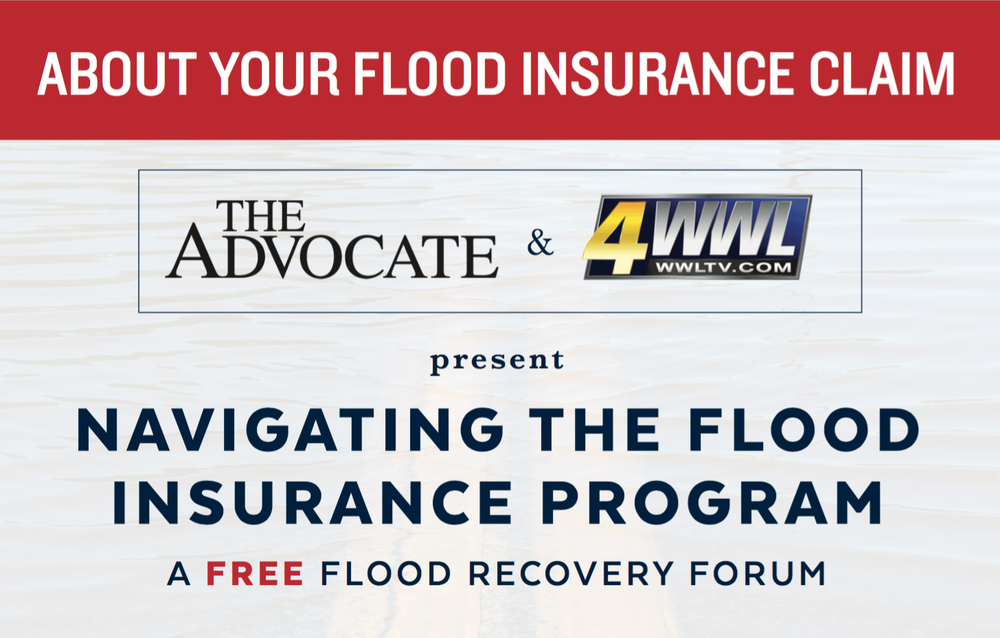 ABOUT YOUR FLOOD INSURANCE CLAIM
THE
ADVOCATE
&
4WWL
WWLTV.COM
present
NAVIGATING THE FLOOD
INSURANCE PROGRAM
A FREE FLOOD RECOVERY FORUM